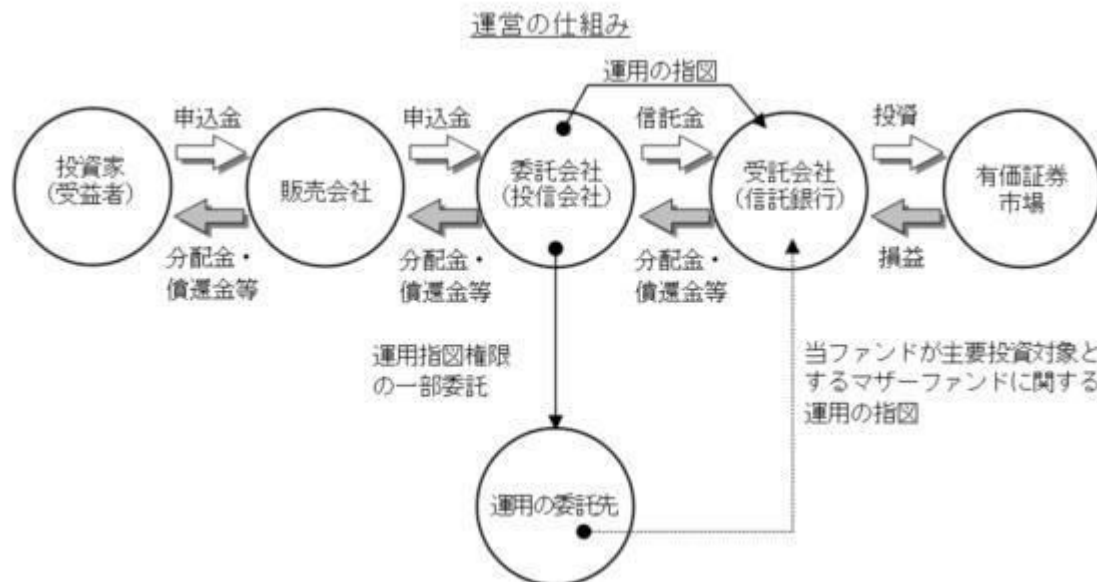 運営の仕組み
運用の指図
申込金
申込金
信託金
投資
投資家
(受益者)
販売会社
委託会社
(投信会社)
受託会社
(信託銀行)
有価証券
市場
分配金・
償還金等
分配金・
償還金等
分配金・
償還金等
損益
運用指図権限
の一部委託
当ファンドが主要投資対象と
するマザーファンドに関する
運用の指図
運用の委託先